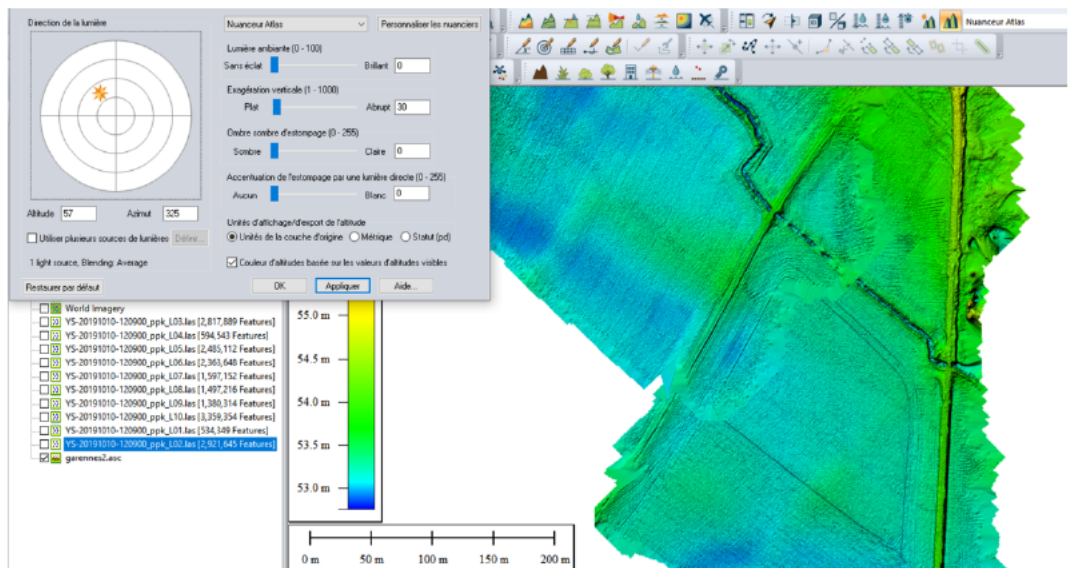 Direction de la lumière
Nuanceur Atlas
Personnaliser les nuanciers
Nuanceur Atlas
Lumière ambiante (0 - 100)
Sans éclat
Brillant
0
Exagération verticale (1 - 1000)
Plat
Abrupt
30
Ombre sombre d'estompage (0 - 255)
Sombre
Claire
0
Accentuation de l'estompage par une lumière directe (0 - 255)
Aucun
Blanc
0
Altitude
57
Azimut
325
Unités d'affichage/d'export de l'altitude
Unités de la couche d'origine
Métrique
Statut (pd)
Utiliser plusieurs sources de lumières
Définir...
1 light source, Blending: Average
Couleur d'altitudes basée sur les valeurs d'altitudes visibles
Restaurer par défaut
OK
Appliquer
Aide...
World Imagery
YS-20191010-120900_ppk_L03.las [2,817,889 Features]
YS-20191010-120900_ppk_L04.las [594,543 Features]
YS-20191010-120900_ppk_L05.las [2,485,112 Features]
YS-20191010-120900_ppk_L06.las [2,363,648 Features]
YS-20191010-120900_ppk_L07.las [1,597,152 Features]
YS-20191010-120900_ppk_L08.las [1,497,216 Features]
YS-20191010-120900_ppk_L09.las [1,380,314 Features]
YS-20191010-120900_ppk_L10.las [3,359,354 Features]
YS-20191010-120900_ppk_L01.las [534,349 Features]
YS-20191010-120900_ppk_L02.las [2,921,645 Features]
garennes2.asc
55.0 m
54.5 m
54.0 m
53.5 m
53.0 m
0 m
50 m
100 m
150 m
200 m